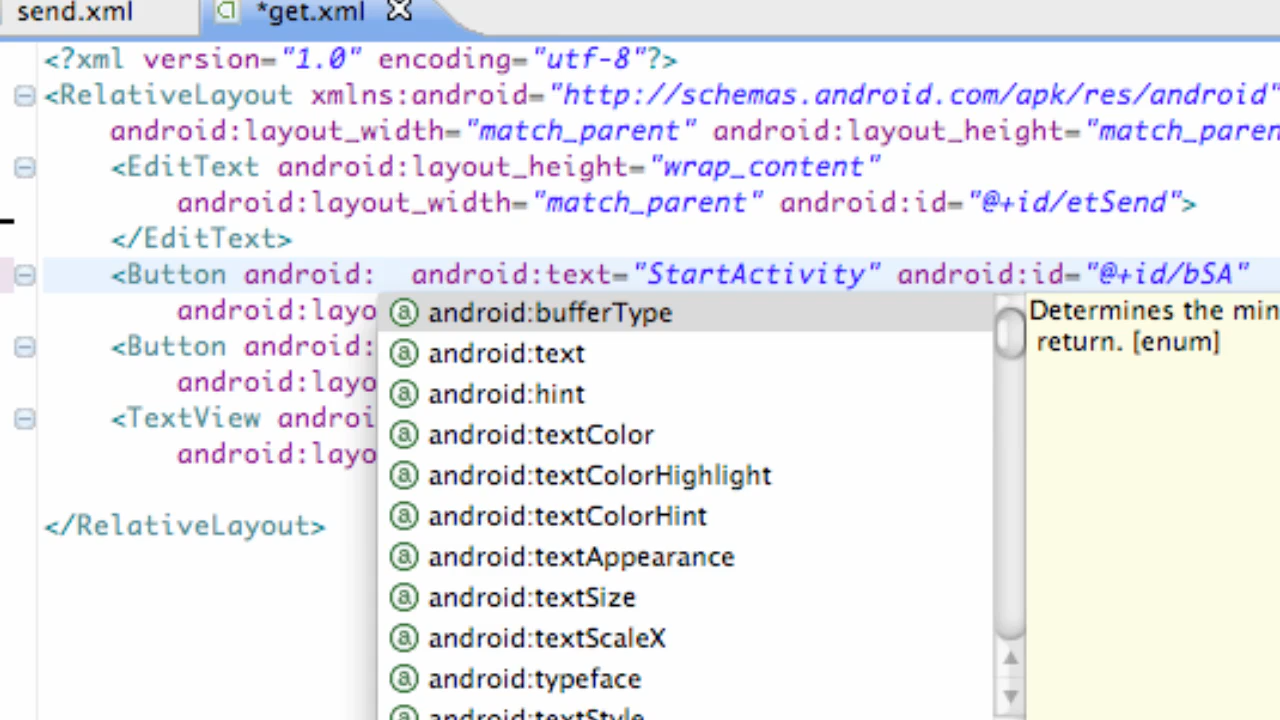 send.xml
*get.xml
<?xml version="1.0" encoding="utf-8"?>
<RelativeLayout xmlns:android="http://schemas.android.com/apk/res/android"
android:layout_width="match_parent" android:layout_height="match_paren
<EditText android:layout_height="wrap_content"
android:layout_width="match_parent" android:id="@+id/etSend">
</EditText>
<Button android: android:text="StartActivity" android:id="@+id/bSA"
android:layo
<Button android:
android:layo
<TextView androi
android:layo
</RelativeLayout>
android:bufferType
android:text
android:hint
android:textColor
android:textColorHighlight
android:textColorHint
android:textAppearance
android:textSize
android:textScaleX
android:typeface
android:textStyle
Determines the min
return. [enum]